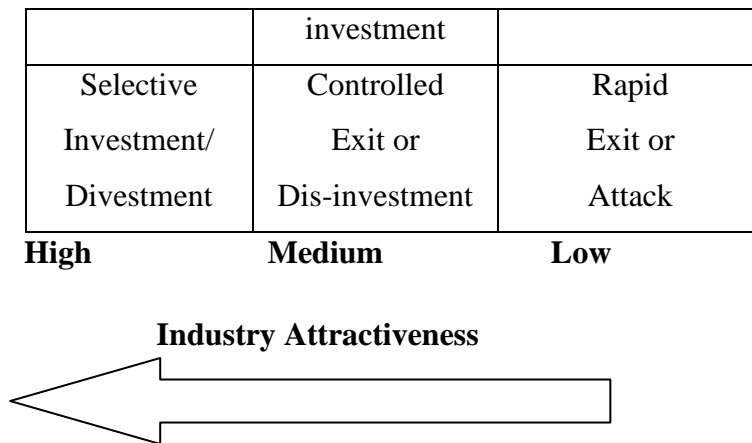 investment
Selective Controlled Rapid
Investment/ Exit or Exit or
Divestment Dis-investment Attack
High Medium Low
Industry Attractiveness